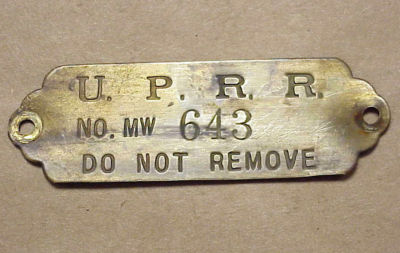 U. P. R. R.
NO. MW 643
DO NOT REMOVE